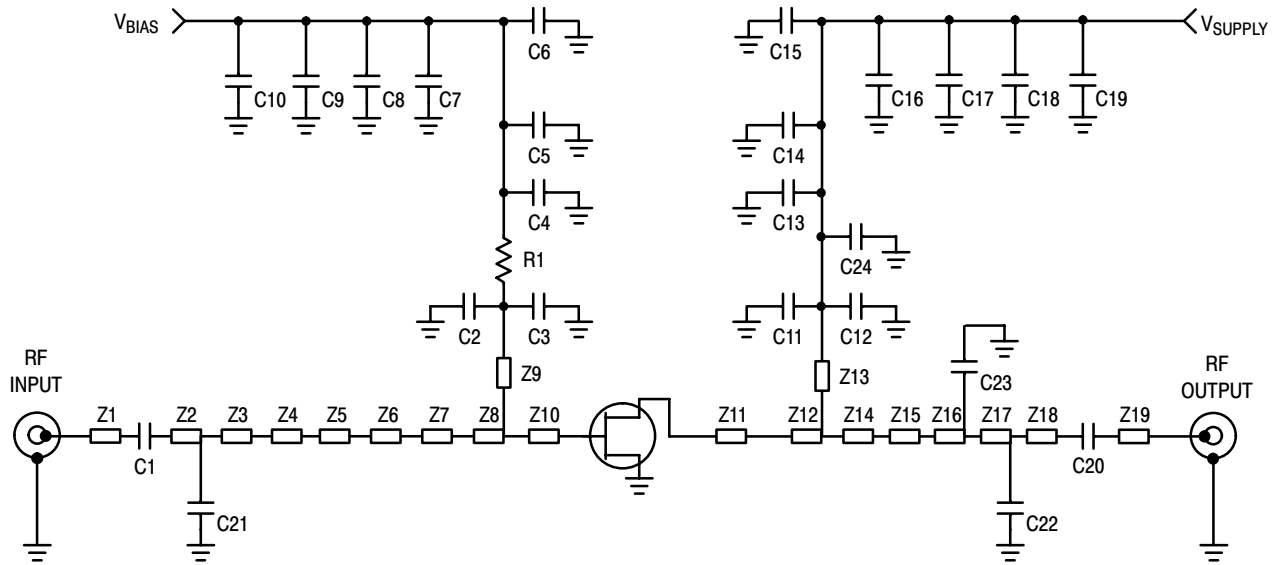 VBIAS
C6
C15
VSUPPLY
C10
C9
C8
C7
C16
C17
C18
C19
C5
C14
C4
C13
R1
C24
C2
C3
C11
C12
RF
INPUT
Z9
Z13
C23
RF
OUTPUT
Z1
Z2
Z3
Z4
Z5
Z6
Z7
Z8
Z10
Z11
Z12
Z14
Z15
Z16
Z17
Z18
Z19
C1
C20
C21
C22